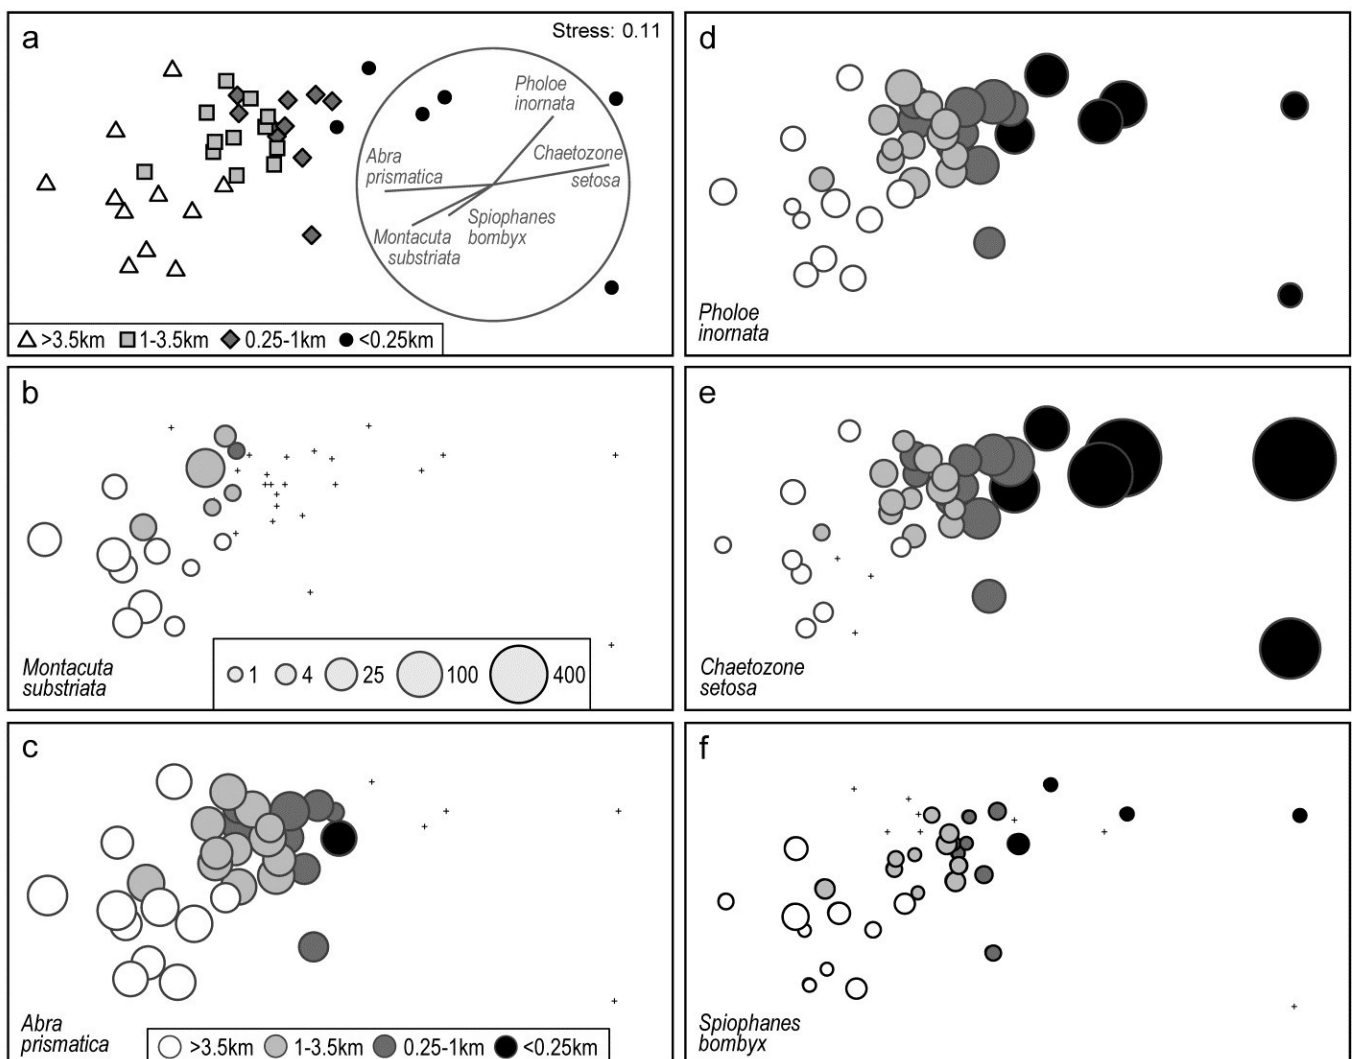 a
Stress: 0.11
Pholoe
inornata
Abra
prismatica
Chaetozone
setosa
Spiophanes
bombyx
Montacuta
substriata
>3.5km 1-3.5km 0.25-1km <0.25km
b
Montacuta
substriata
1 4 25 100 400
c
Abra
prismatica
>3.5km 1-3.5km 0.25-1km <0.25km
d
Pholoe
inornata
e
Chaetozone
setosa
f
Spiophanes
bombyx